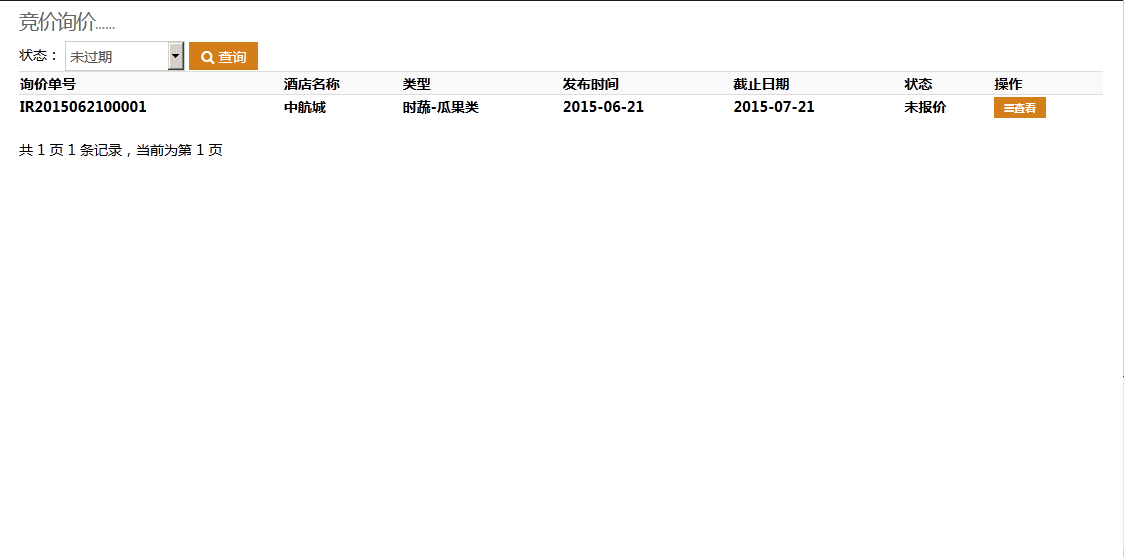 竞价询价......
状态： 未过期 查询
询价单号 酒店名称 类型 发布时间 截止日期 状态 操作
IR2015062100001 中航城 时蔬-瓜果类 2015-06-21 2015-07-21 未报价 查看
共 1 页 1 条记录，当前为第 1 页